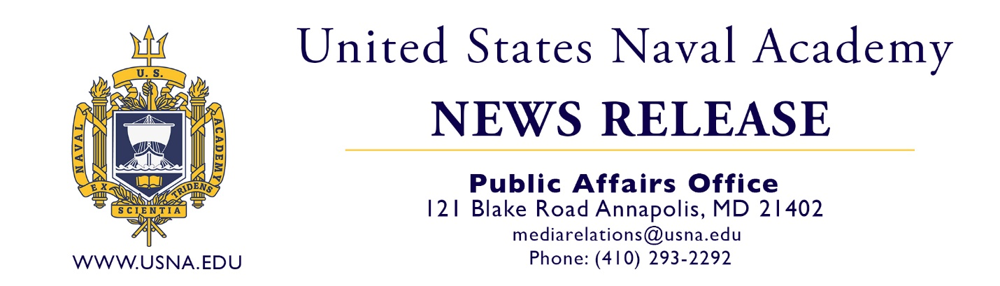 U. S.
NAVAL
ACADEMY
EX
TRIDENS
SCIENTIA
WWW.USNA.EDU
United States Naval Academy
NEWS RELEASE
Public Affairs Office
121 Blake Road Annapolis, MD 21402
mediarelations@usna.edu
Phone: (410) 293-2292